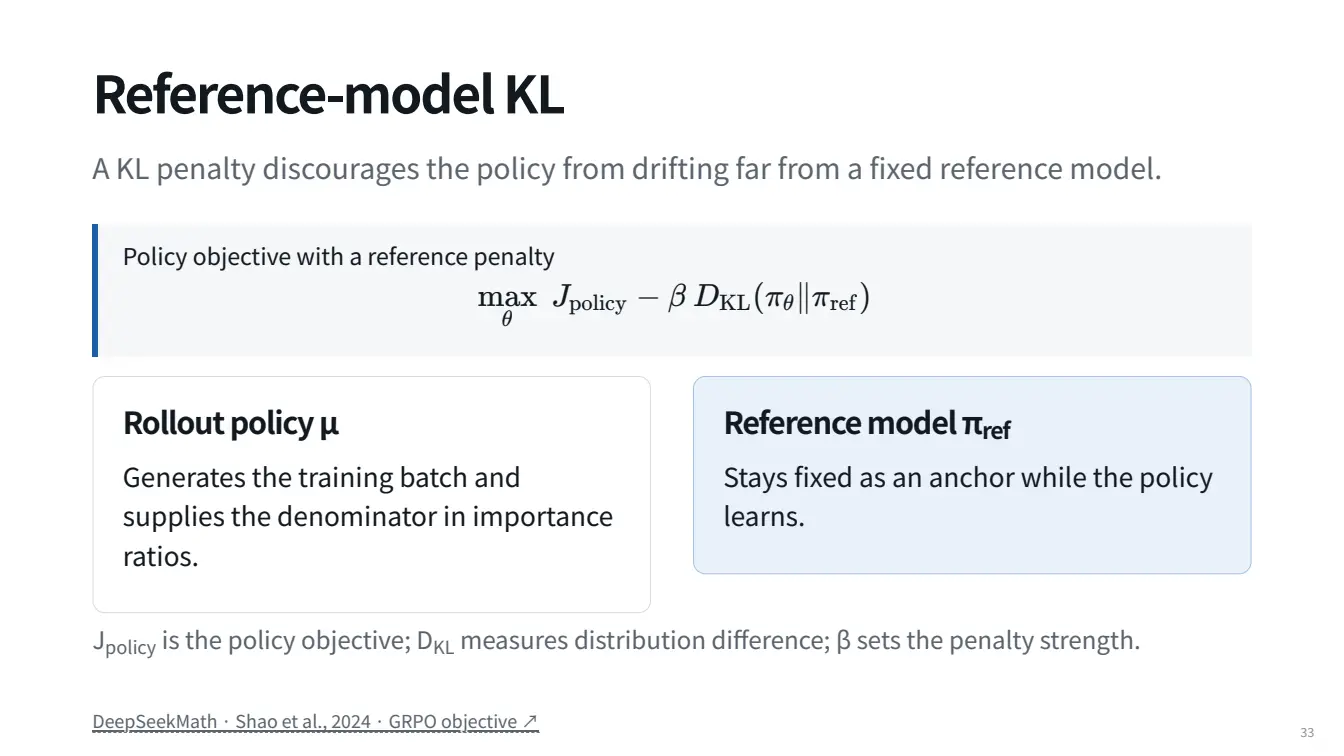 Reference-model KL
A KL penalty discourages the policy from drifting far from a fixed reference model.
Policy objective with a reference penalty
max_θ J_policy − β D_KL(π_θ‖π_ref)
Rollout policy μ
Generates the training batch and
supplies the denominator in importance
ratios.
Reference model π_ref
Stays fixed as an anchor while the policy
learns.
J_policy is the policy objective; D_KL measures distribution difference; β sets the penalty strength.
DeepSeekMath · Shao et al., 2024 · GRPO objective ↗
33